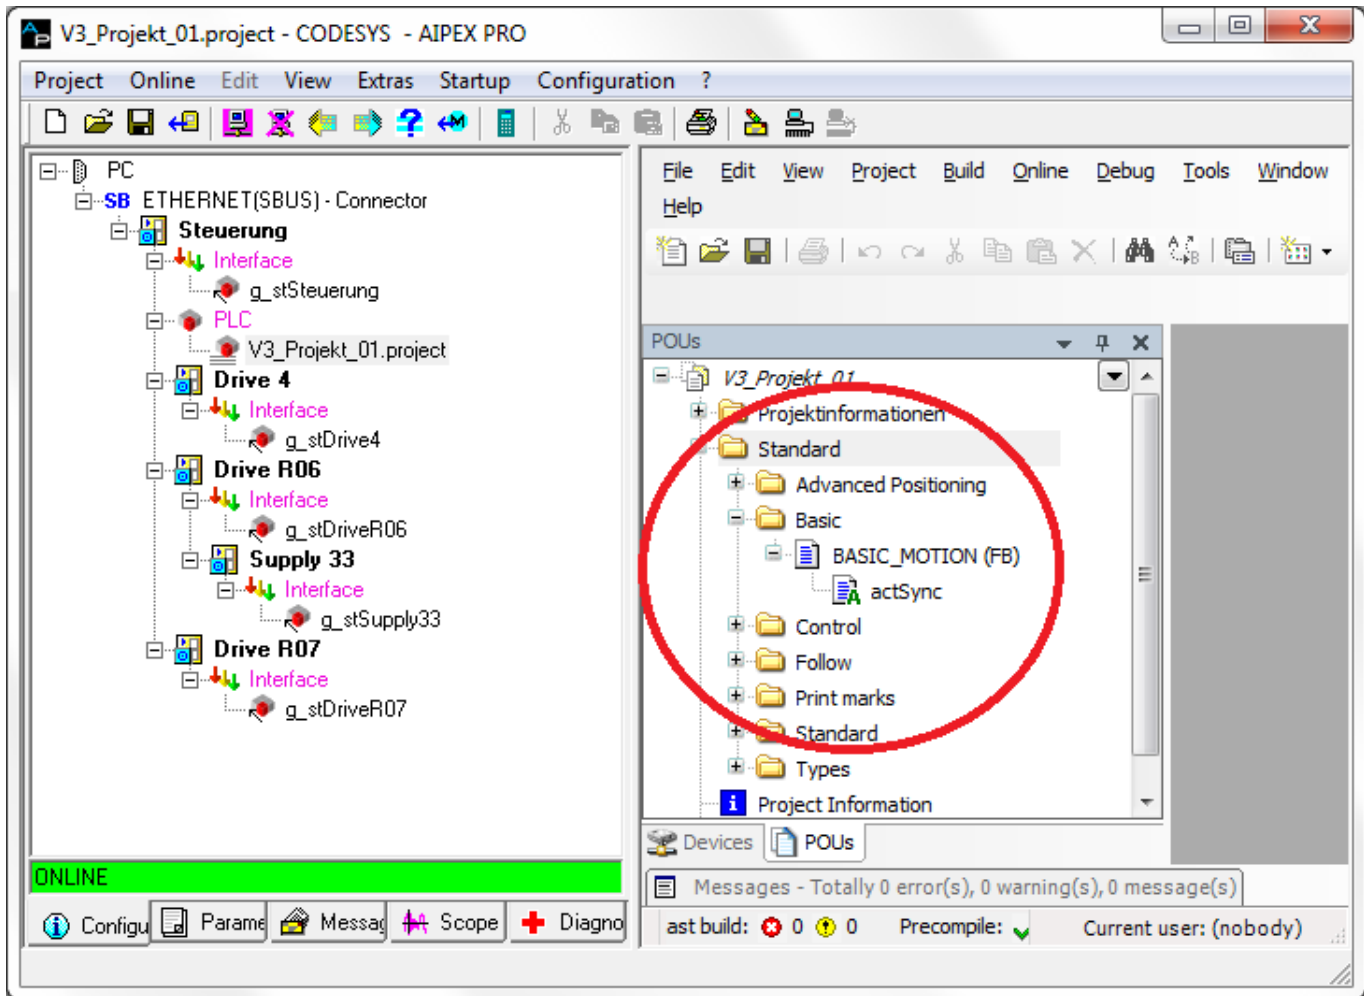 V3_Projekt_01.project - CODESYS - AIPEX PRO
Project Online Edit View Extras Startup Configuration ?
PC
SB ETHERNET(SBUS) - Connector
Steuerung
Interface
g_stSteuerung
PLC
V3_Projekt_01.project
Drive 4
Interface
g_stDrive4
Drive R06
Interface
g_stDriveR06
Supply 33
Interface
g_stSupply33
Drive R07
Interface
g_stDriveR07
ONLINE
Configu Parame Messag Scope Diagno
File Edit View Project Build Online Debug Tools Window
Help
POUs
V3_Projekt_01
Projektinformationen
Standard
Advanced Positioning
Basic
BASIC_MOTION (FB)
actSync
Control
Follow
Print marks
Standard
Types
Project Information
Devices POUs
Messages - Totally 0 error(s), 0 warning(s), 0 message(s)
ast build: 0 0 Precompile: Current user: (nobody)